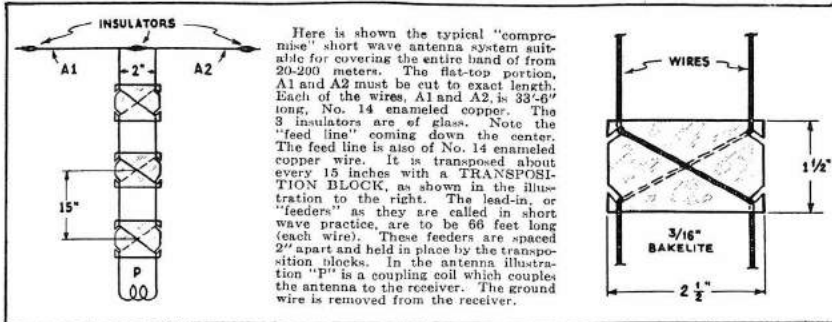 INSULATORS
A1
2"
A2
15"
P
Here is shown the typical "compro-
mise" short wave antenna system suit-
able for covering the entire band of from
20-200 meters. The flat-top portion,
A1 and A2 must be cut to exact length.
Each of the wires, A1 and A2, is 33'-6"
long, No. 14 enameled copper. The
3 insulators are of glass. Note the
"feed line" coming down the center.
The feed line is also of No. 14 enameled
copper wire. It is transposed about
every 15 inches with a TRANSPOSI-
TION BLOCK, as shown in the illus-
tration to the right. The lead-in, or
"feeders" as they are called in short
wave practice, are to be 66 feet long
(each wire). These feeders are spaced
2" apart and held in place by the transpo-
sition blocks. In the antenna illustra-
tion "P" is a coupling coil which couples
the antenna to the receiver. The ground
wire is removed from the receiver.
WIRES
1 1/2"
3/16"
BAKELITE
2 1/2"